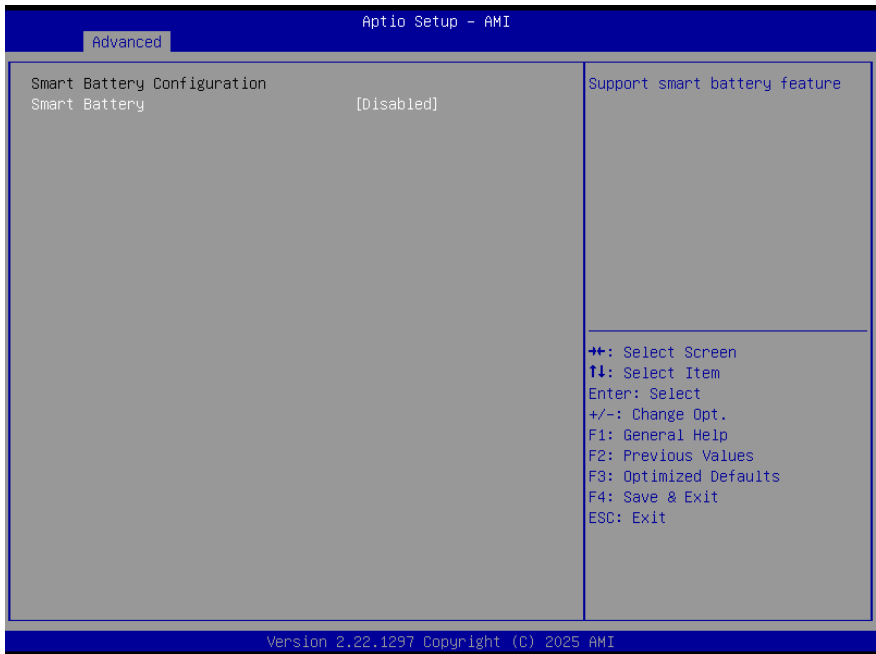 Aptio Setup – AMI
Advanced
Smart Battery Configuration
Smart Battery [Disabled]
Support smart battery feature
→←: Select Screen
↑↓: Select Item
Enter: Select
+/-: Change Opt.
F1: General Help
F2: Previous Values
F3: Optimized Defaults
F4: Save & Exit
ESC: Exit
Version 2.22.1297 Copyright (C) 2025 AMI